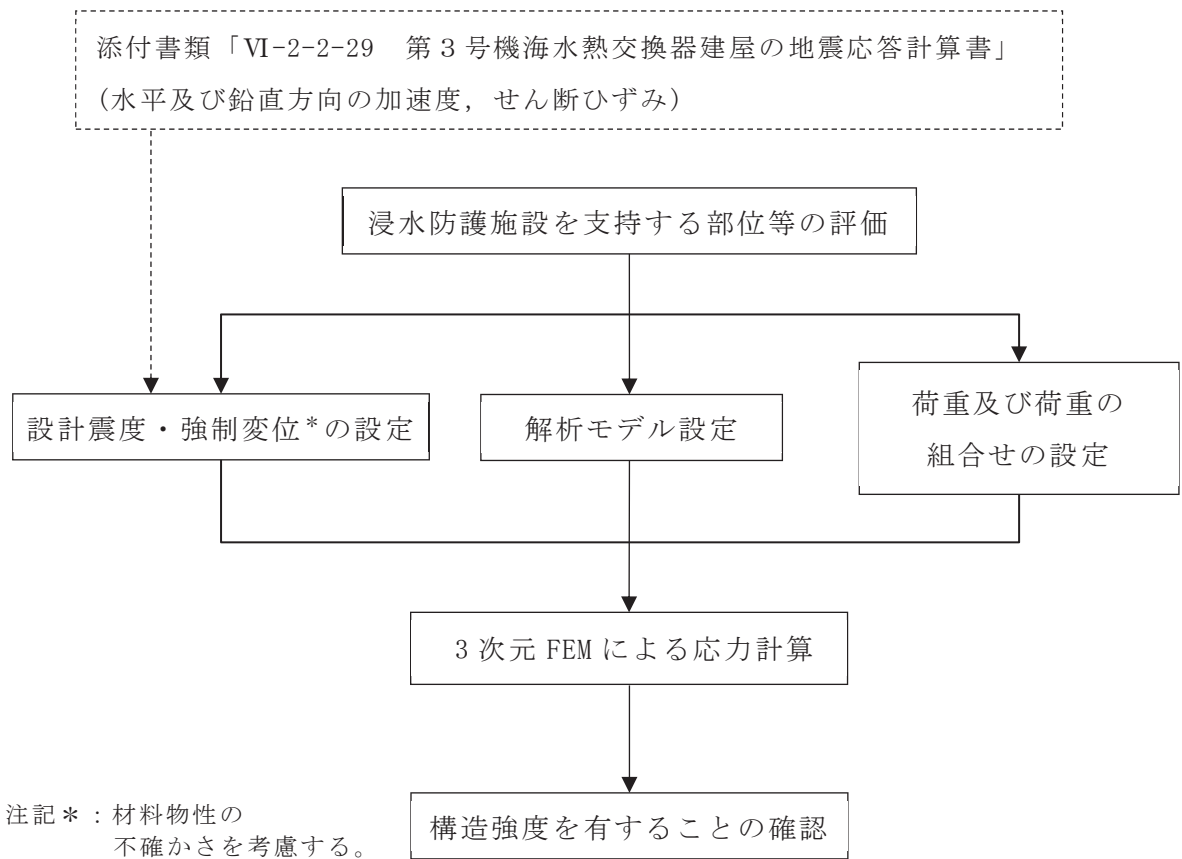 添付書類「Ⅵ-2-2-29　第３号機海水熱交換器建屋の地震応答計算書」
(水平及び鉛直方向の加速度，せん断ひずみ)
浸水防護施設を支持する部位等の評価
設計震度・強制変位*の設定
解析モデル設定
荷重及び荷重の
組合せの設定
3 次元 FEM による応力計算
構造強度を有することの確認
注記＊：材料物性の
不確かさを考慮する。